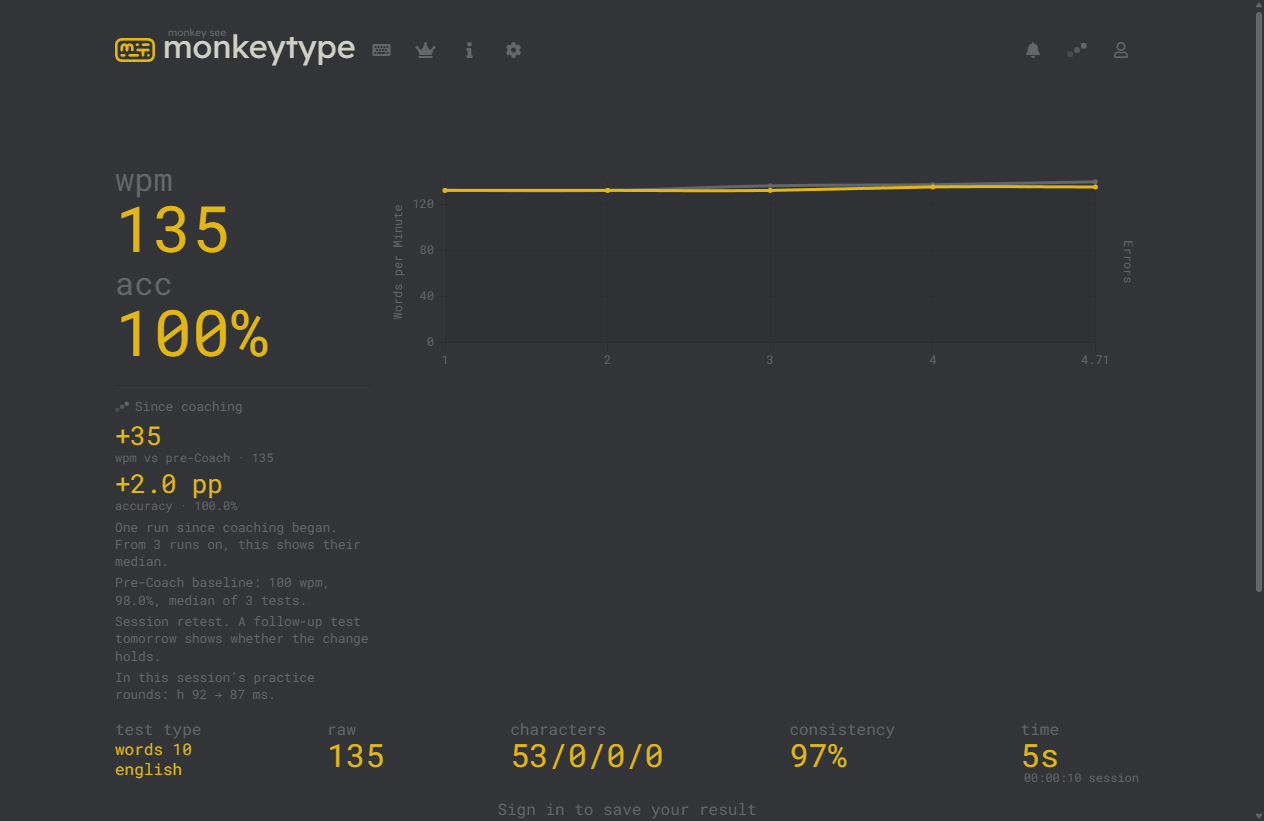 monkey see
monkeytype
wpm
135
acc
100%
Since coaching
+35
wpm vs pre-Coach · 135
+2.0 pp
accuracy · 100.0%
One run since coaching began.
From 3 runs on, this shows their
median.
Pre-Coach baseline: 100 wpm,
98.0%, median of 3 tests.
Session retest. A follow-up test
tomorrow shows whether the change
holds.
In this session's practice
rounds: h 92 → 87 ms.
Words per Minute
120
80
40
0
1 2 3 4 4.71
Errors
test type
words 10
english
raw
135
characters
53/0/0/0
consistency
97%
time
5s
00:00:10 session
Sign in to save your result